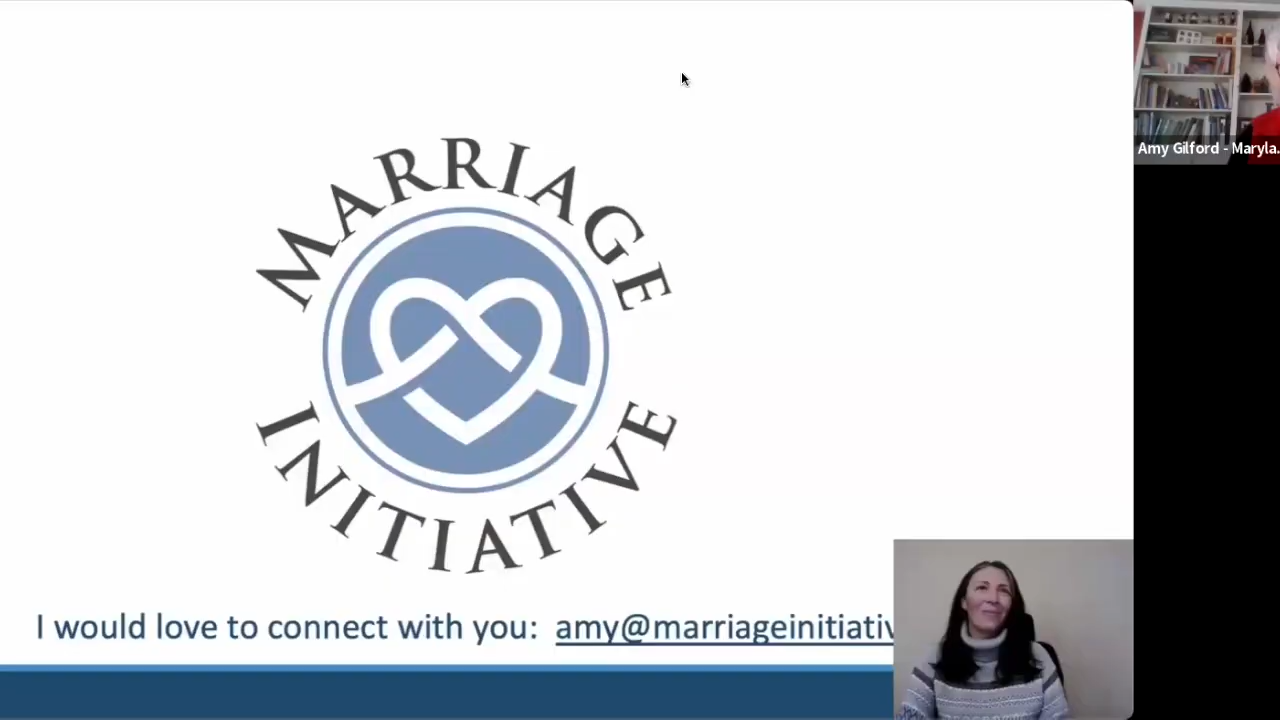 MARRIAGE
INITIATIVE
Amy Gilford - Maryla.
I would love to connect with you: amy@marriageinitiativ